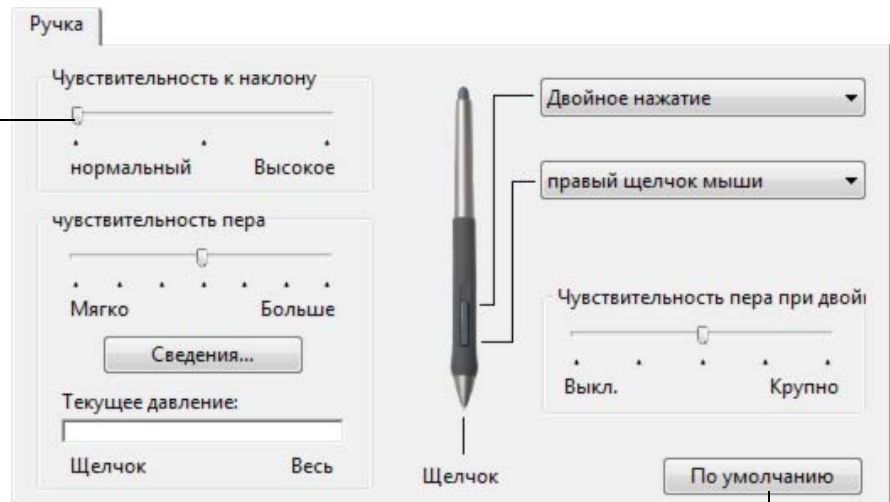 Ручка
Чувствительность к наклону
нормальный Высокое
чувствительность пера
Мягко Больше
Сведения...
Текущее давление:
Щелчок Весь
Двойное нажатие
правый щелчок мыши
Щелчок
Чувствительность пера при двой
Выкл. Крупно
По умолчанию